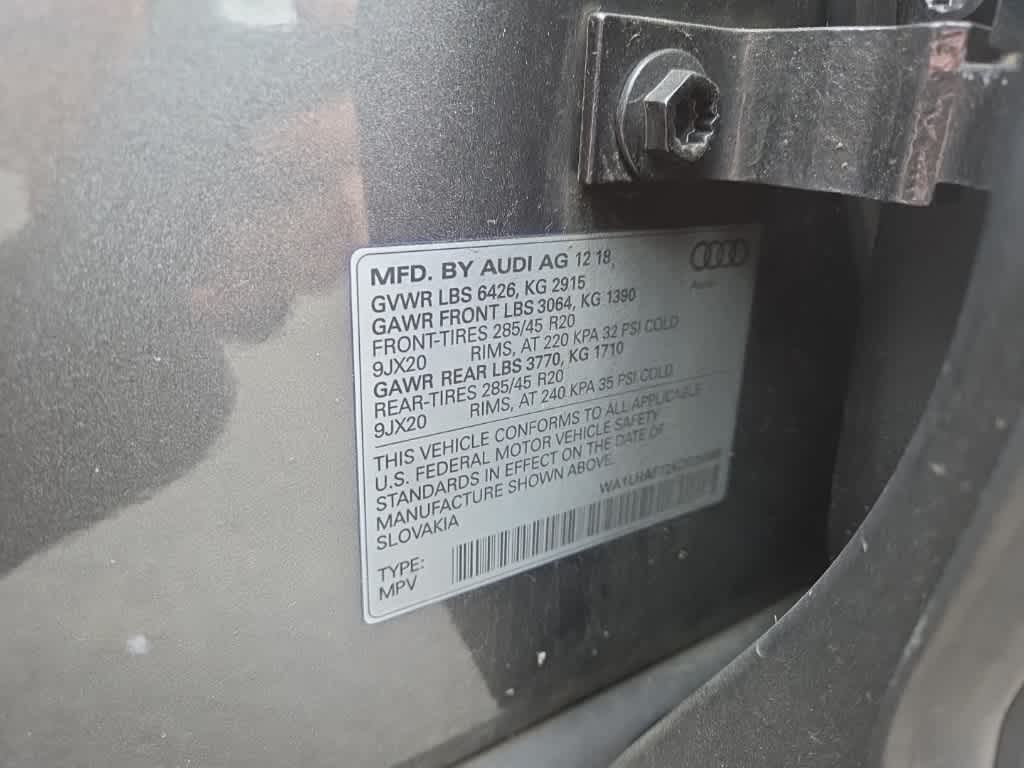 MFD. BY AUDI AG 12 18
GVWR LBS 6426, KG 2915
GAWR FRONT LBS 3064, KG 1390
FRONT-TIRES 285/45 R20
9JX20 RIMS, AT 220 KPA 32 PSI COLD
GAWR REAR LBS 3770, KG 1710
REAR-TIRES 285/45 R20
9JX20 RIMS, AT 240 KPA 35 PSI COLD
THIS VEHICLE CONFORMS TO ALL APPLICABLE
U.S. FEDERAL MOTOR VEHICLE SAFETY
STANDARDS IN EFFECT ON THE DATE OF
MANUFACTURE SHOWN ABOVE.
SLOVAKIA
TYPE:
MPV